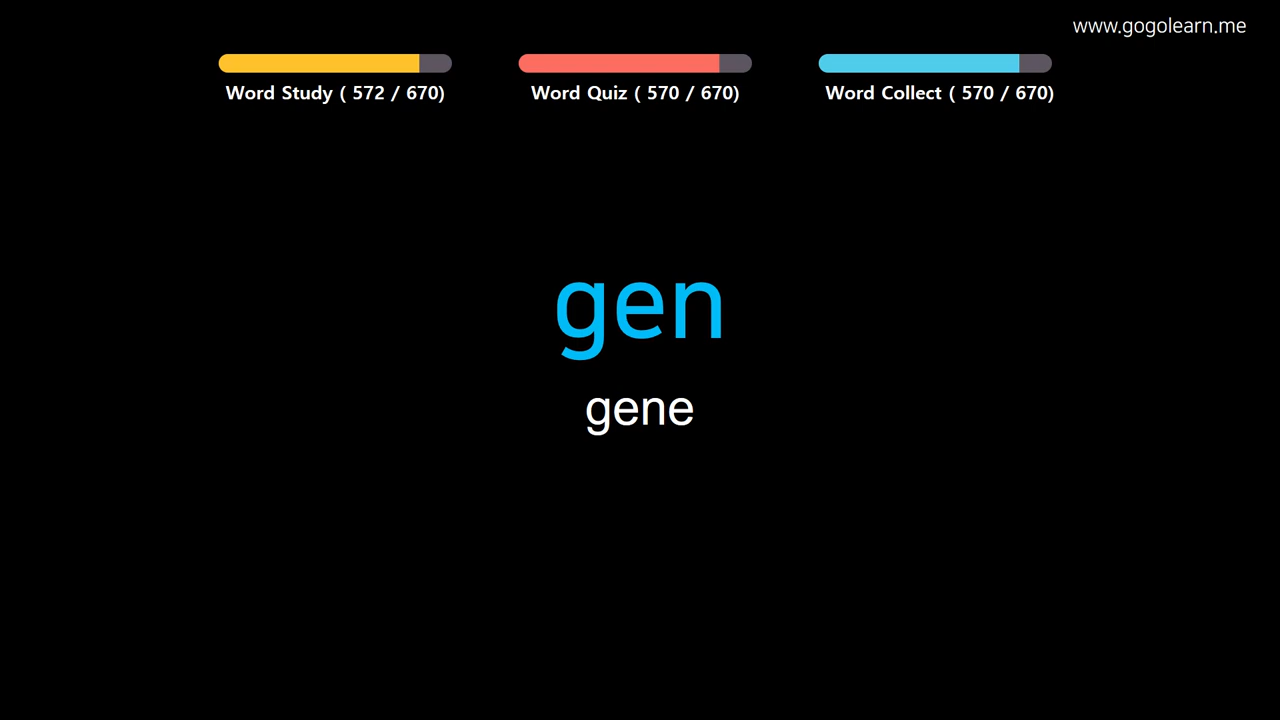 www.gogolearn.me
Word Study ( 572 / 670)
Word Quiz ( 570 / 670)
Word Collect ( 570 / 670)
gen
gene